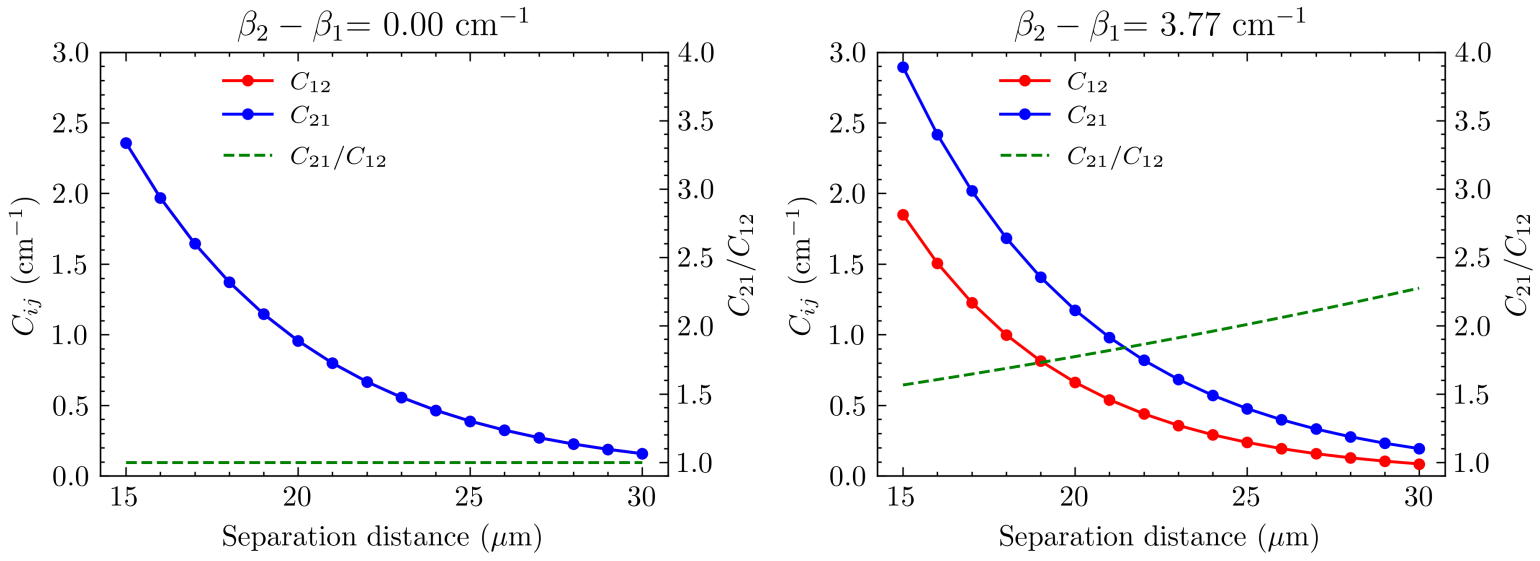 β₂ − β₁= 0.00 cm⁻¹
C₁₂
C₂₁
C₂₁/C₁₂
3.0
2.5
2.0
1.5
1.0
0.5
0.0
C_ij (cm⁻¹)
4.0
3.5
3.0
2.5
2.0
1.5
1.0
C₂₁/C₁₂
15 20 25 30
Separation distance (μm)
β₂ − β₁= 3.77 cm⁻¹
C₁₂
C₂₁
C₂₁/C₁₂
3.0
2.5
2.0
1.5
1.0
0.5
0.0
C_ij (cm⁻¹)
4.0
3.5
3.0
2.5
2.0
1.5
1.0
C₂₁/C₁₂
15 20 25 30
Separation distance (μm)